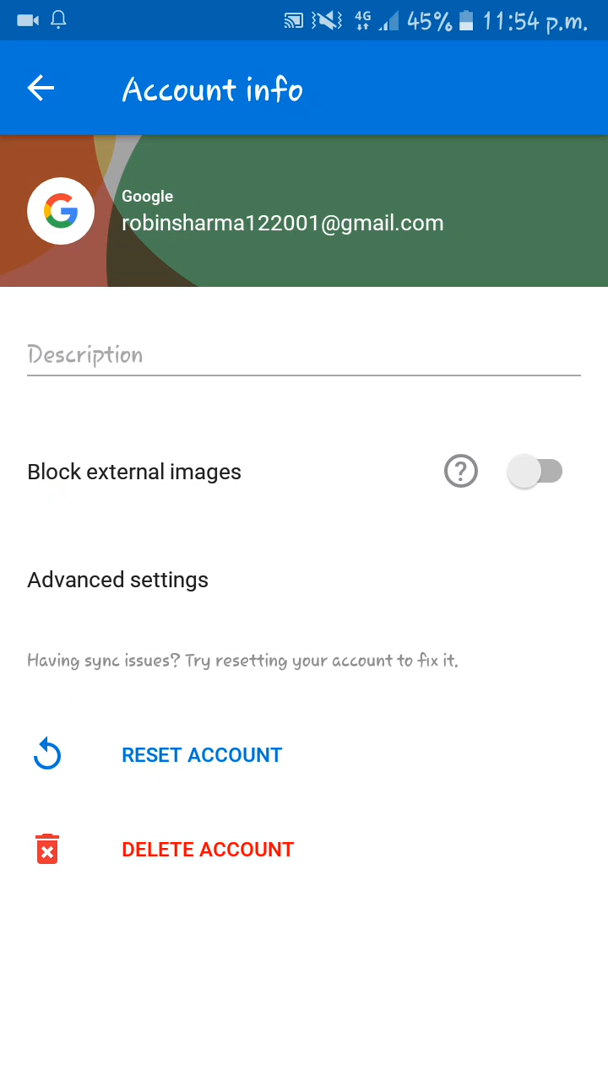 4G 45% 11:54 p.m.
Account info
Google
robinsharma122001@gmail.com
Description
Block external images
Advanced settings
Having sync issues? Try resetting your account to fix it.
RESET ACCOUNT
DELETE ACCOUNT